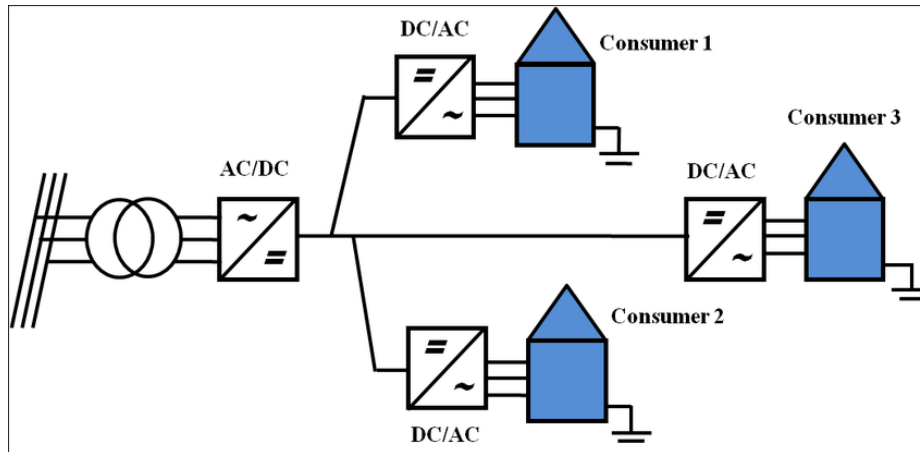 DC/AC
Consumer 1
=
~
Consumer 3
AC/DC
DC/AC
~
=
=
~
Consumer 2
=
~
DC/AC